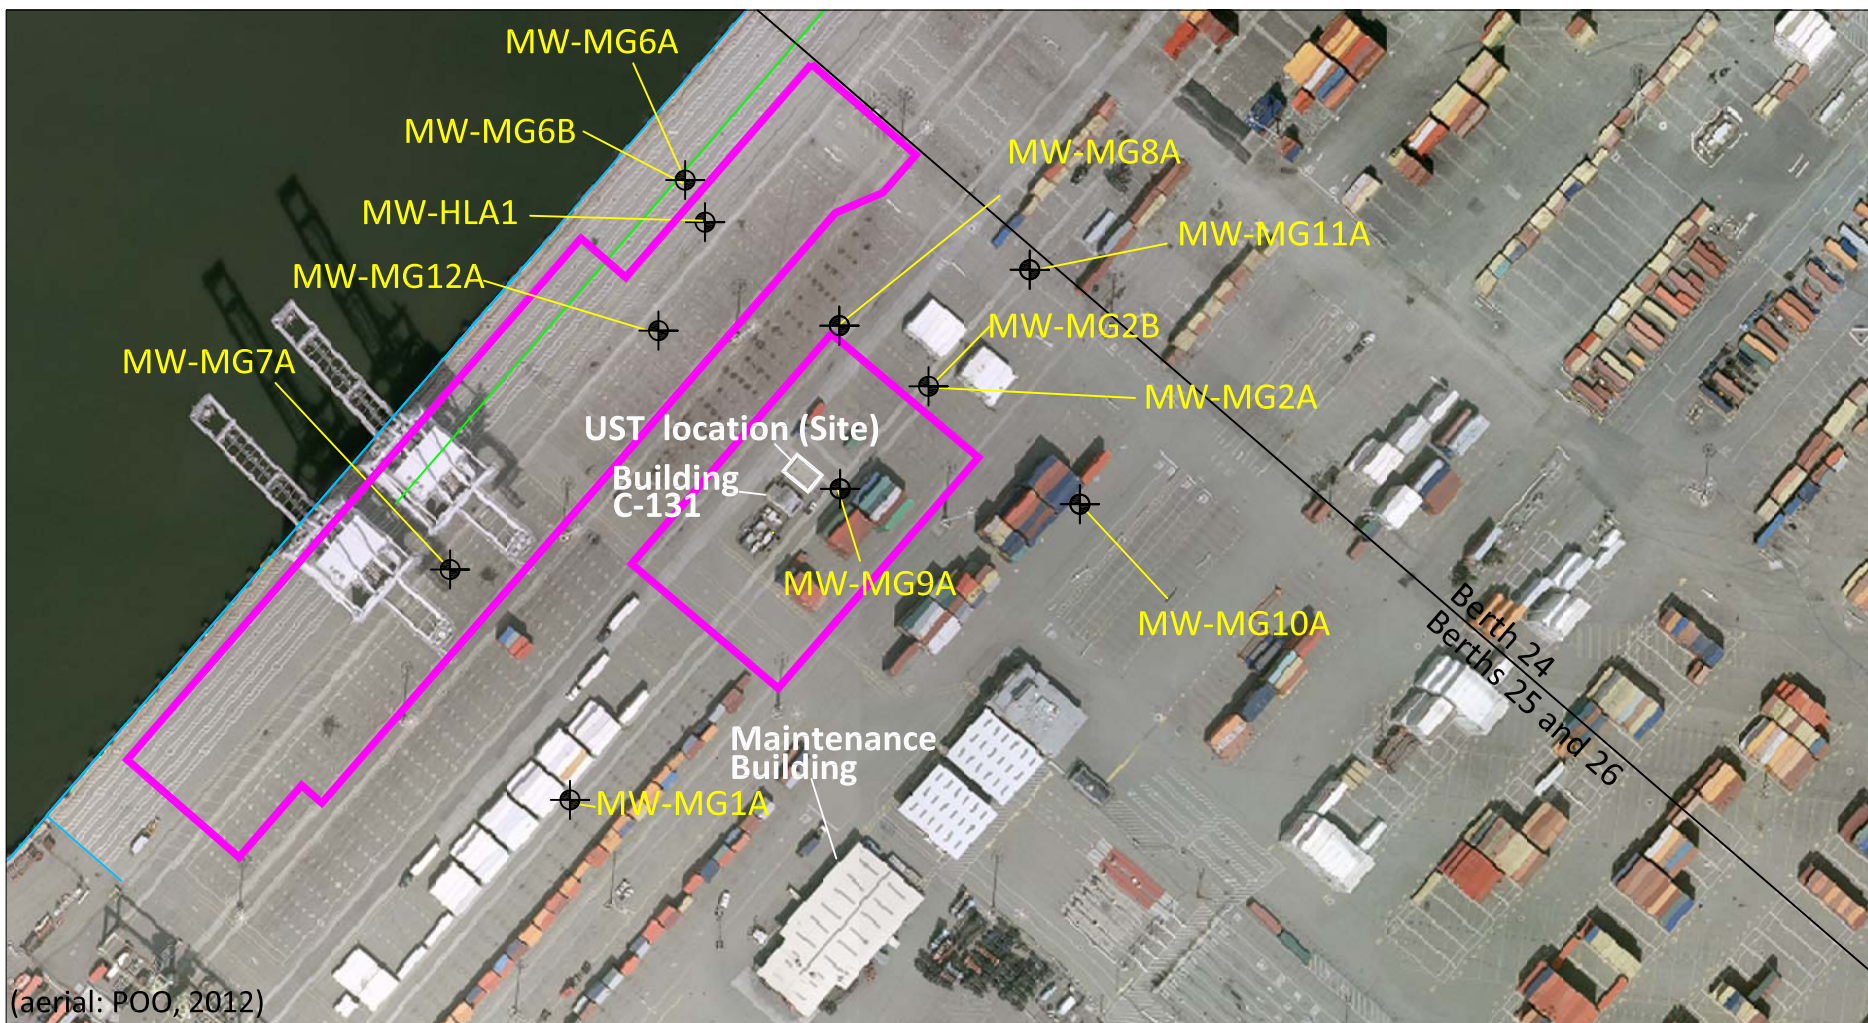 MW-MG6A
MW-MG6B
MW-MG8A
MW-HLA1
MW-MG11A
MW-MG12A
MW-MG2B
MW-MG7A
MW-MG2A
UST location (Site)
Building
C-131
MW-MG9A
MW-MG10A
Berth 24
Berths 25 and 26
Maintenance
Building
MW-MG1A
(aerial: POO, 2012)